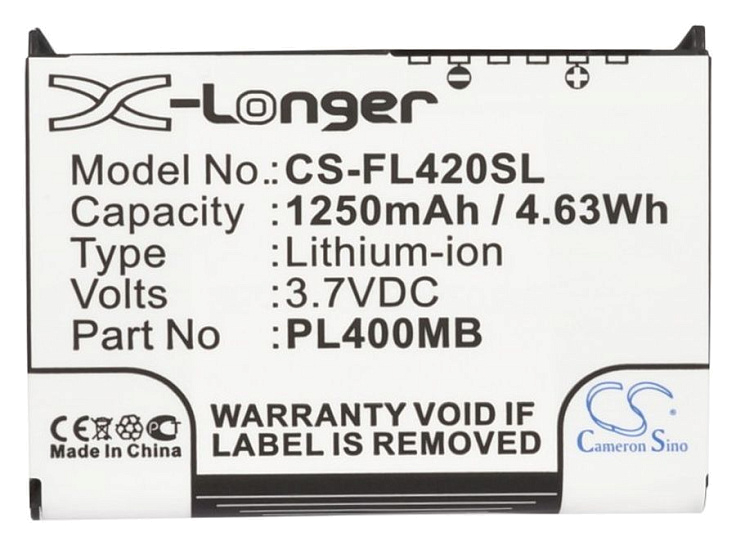 X-Longer
Model No.: CS-FL420SL
Capacity : 1250mAh / 4.63Wh
Type : Lithium-ion
Volts : 3.7VDC
Part No : PL400MB
WARRANTY VOID IF
LABEL IS REMOVED
CE
Made In China
CS
Cameron Sino